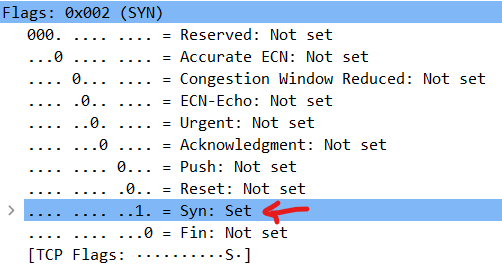 Flags: 0x002 (SYN)
000. .... .... = Reserved: Not set
...0 .... .... = Accurate ECN: Not set
.... 0... .... = Congestion Window Reduced: Not set
.... .0.. .... = ECN-Echo: Not set
.... ..0. .... = Urgent: Not set
.... ...0 .... = Acknowledgment: Not set
.... .... 0... = Push: Not set
.... .... .0.. = Reset: Not set
.... .... ..1. = Syn: Set
.... .... ...0 = Fin: Not set
[TCP Flags: ··········S·]